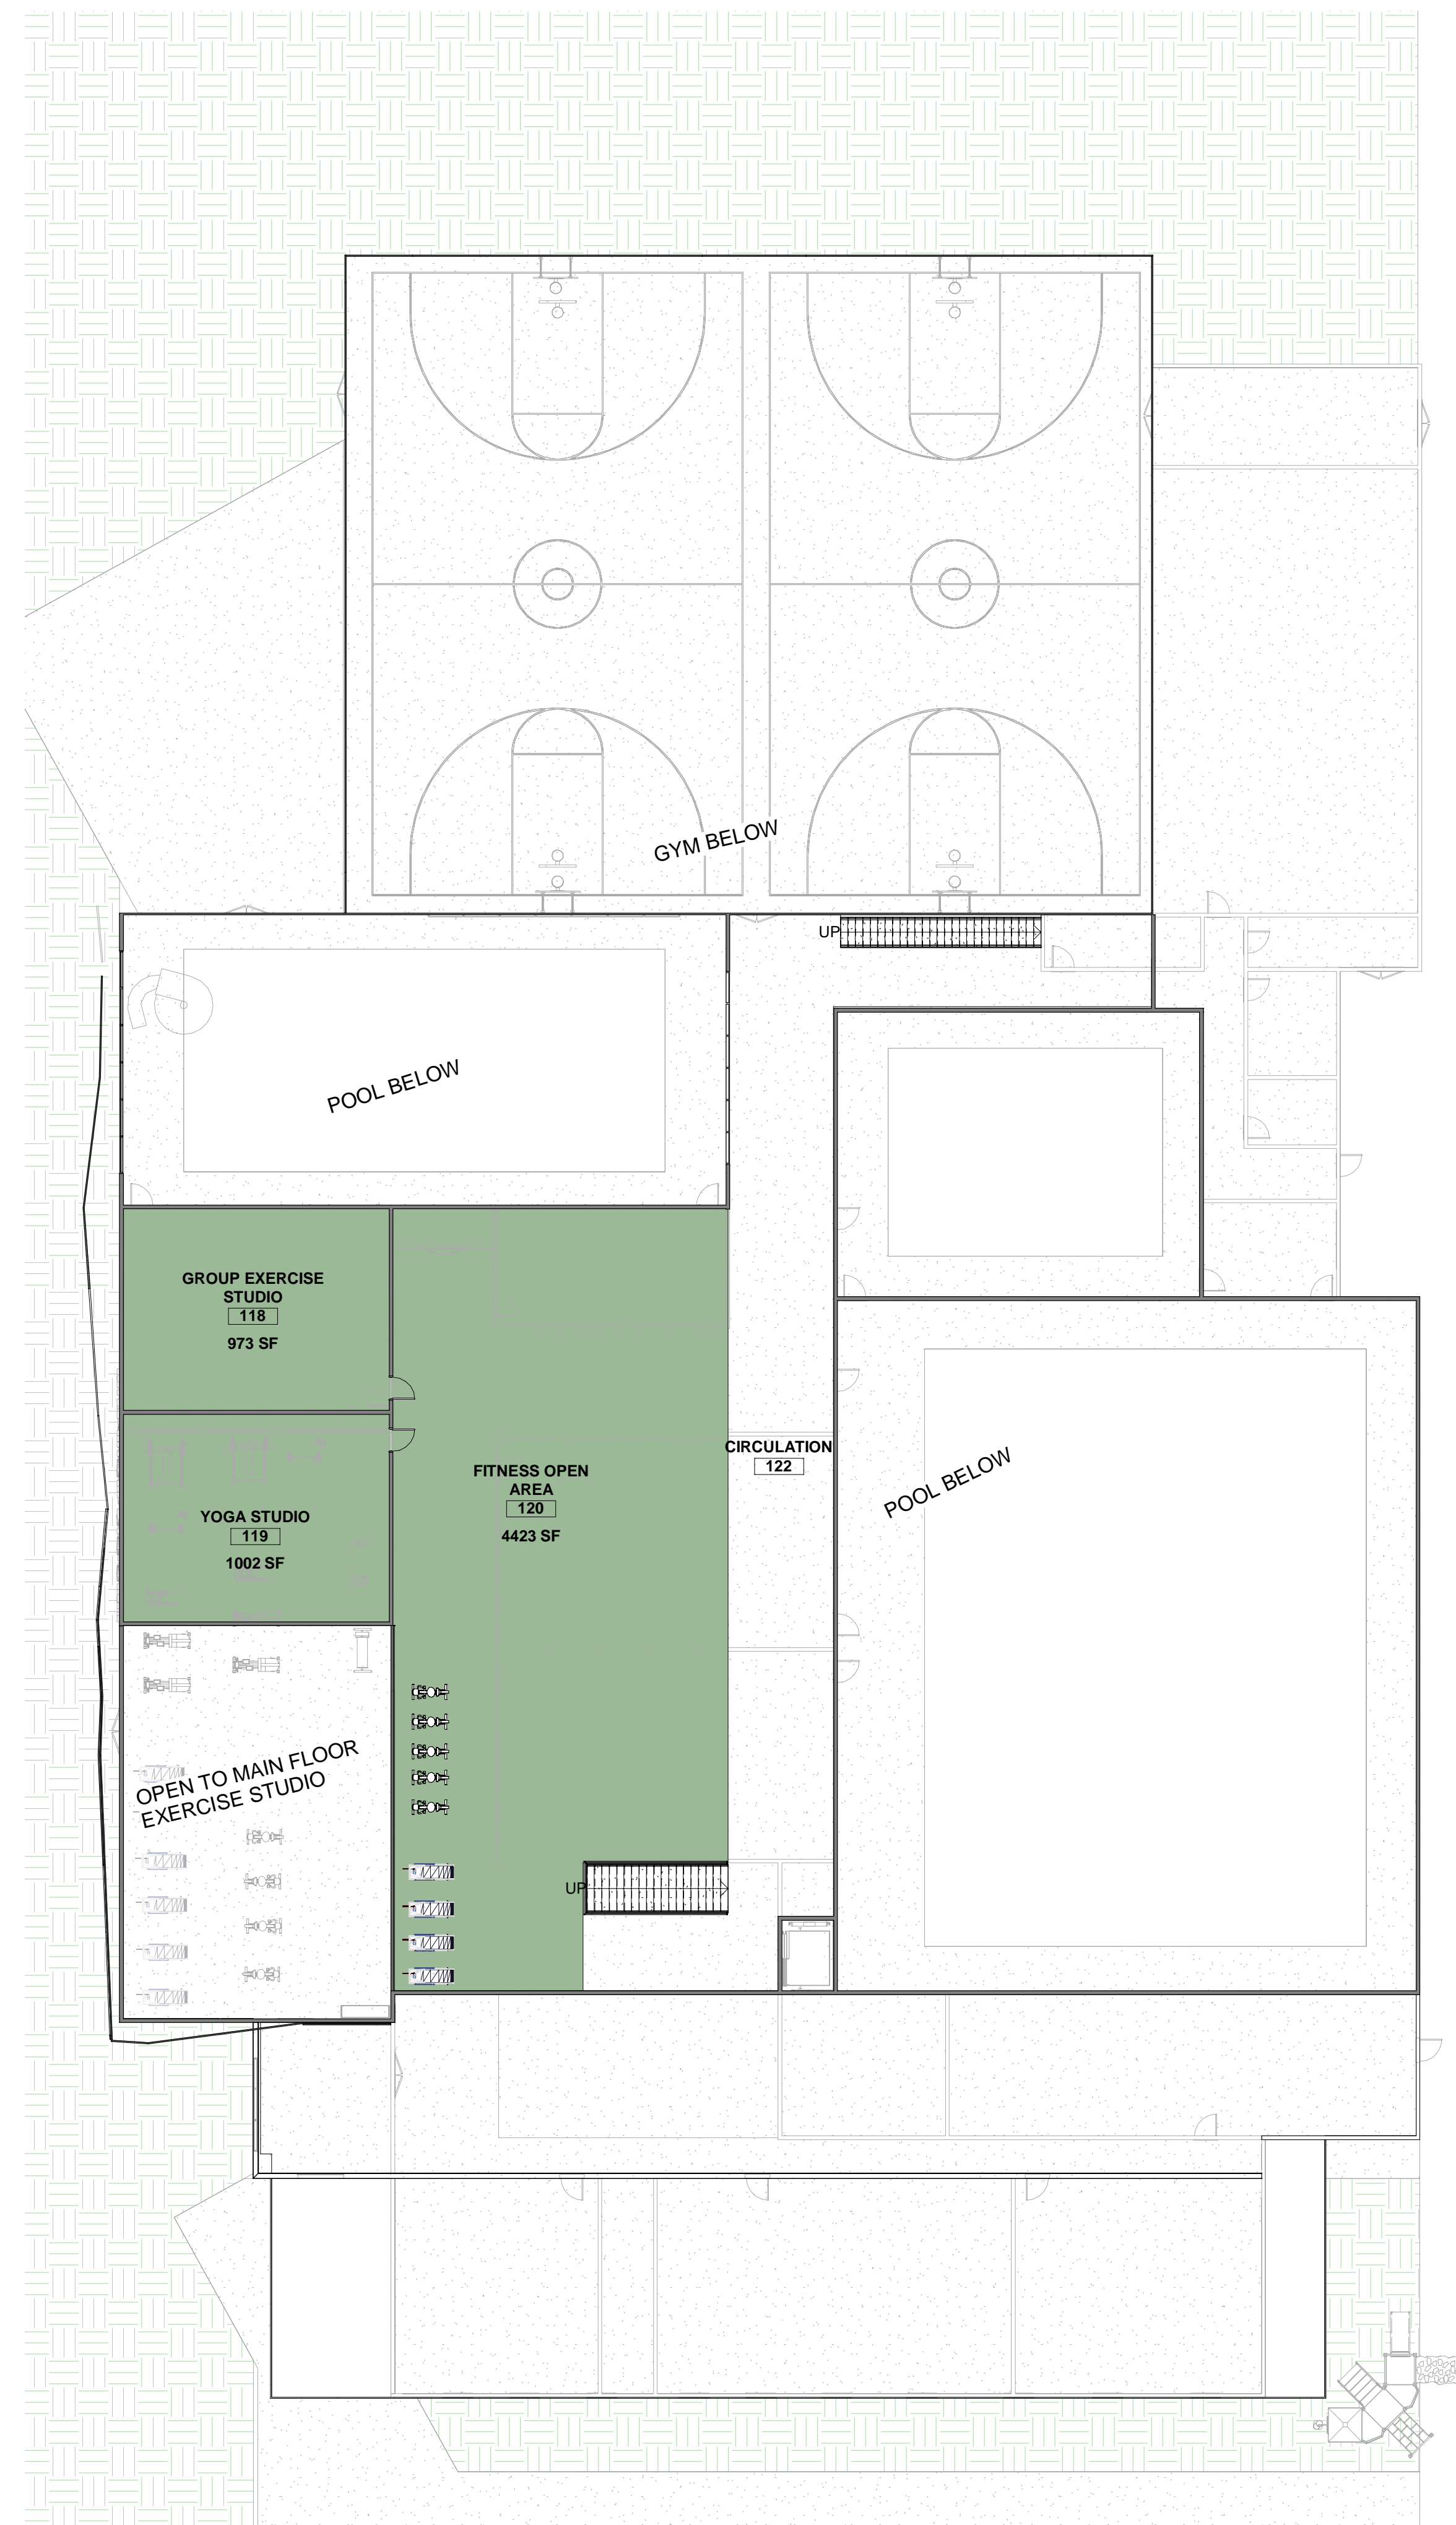 GYM BELOW
UP
POOL BELOW
GROUP EXERCISE
STUDIO
118
973 SF
YOGA STUDIO
119
1002 SF
FITNESS OPEN
AREA
120
4423 SF
CIRCULATION
122
POOL BELOW
OPEN TO MAIN FLOOR
EXERCISE STUDIO
UP